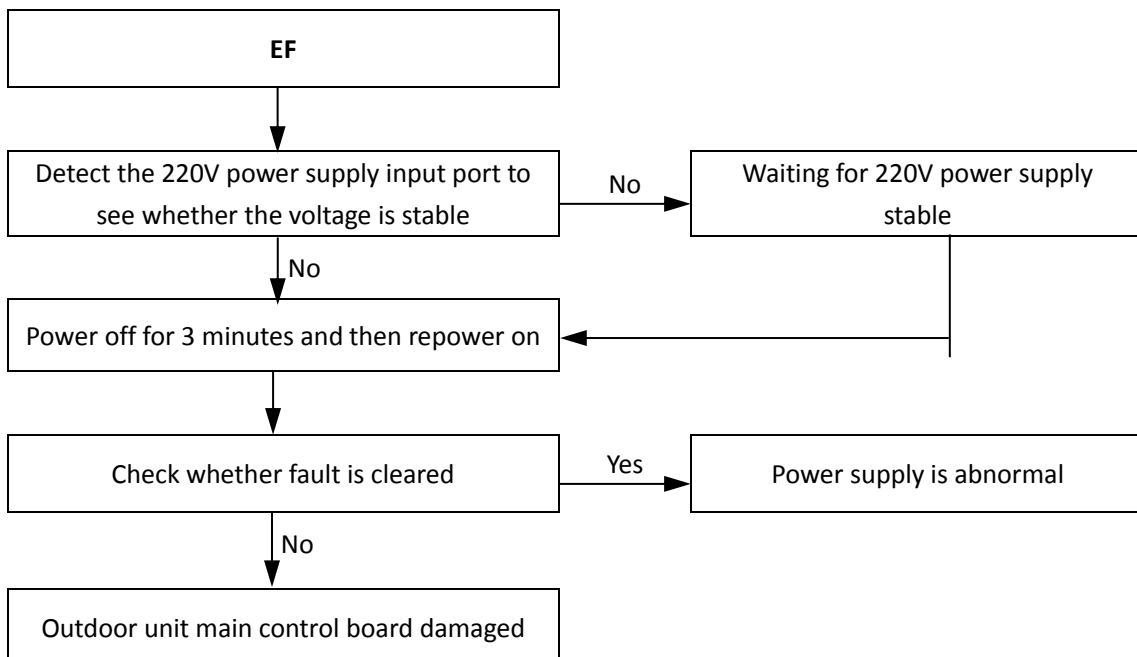 EF
Detect the 220V power supply input port to
see whether the voltage is stable
No
Waiting for 220V power supply
stable
No
Power off for 3 minutes and then repower on
Check whether fault is cleared
Yes
Power supply is abnormal
No
Outdoor unit main control board damaged